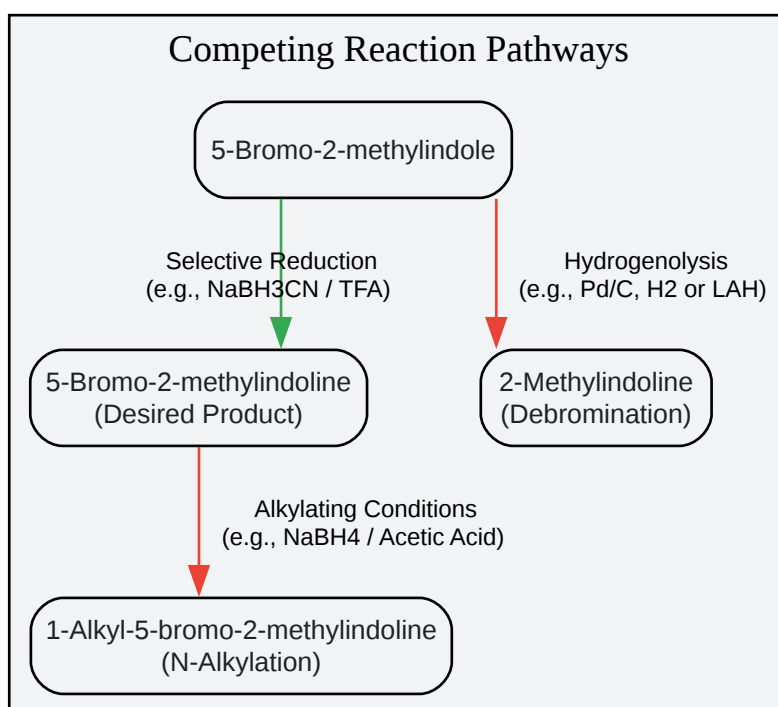 Competing Reaction Pathways
5-Bromo-2-methylindole
Selective Reduction
(e.g., NaBH3CN / TFA)
Hydrogenolysis
(e.g., Pd/C, H2 or LAH)
5-Bromo-2-methylindoline
(Desired Product)
2-Methylindoline
(Debromination)
Alkylating Conditions
(e.g., NaBH4 / Acetic Acid)
1-Alkyl-5-bromo-2-methylindoline
(N-Alkylation)